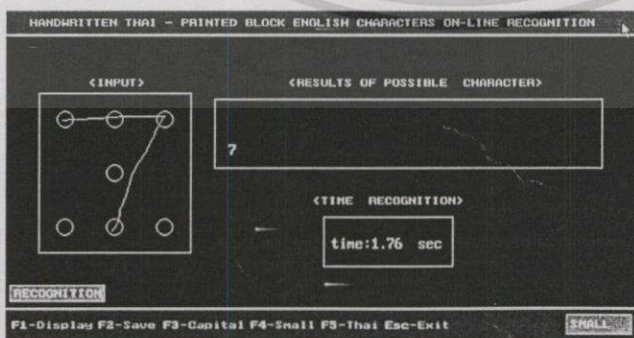 HANDWRITTEN THAI - PRINTED BLOCK ENGLISH CHARACTERS ON-LINE RECOGNITION
<INPUT>
<RESULTS OF POSSIBLE CHARACTER>
7
<TIME RECOGNITION>
time:1.76 sec
RECOGNITION
F1-Display F2-Save F3-Capital F4-Small F5-Thai Esc-Exit
SMALL